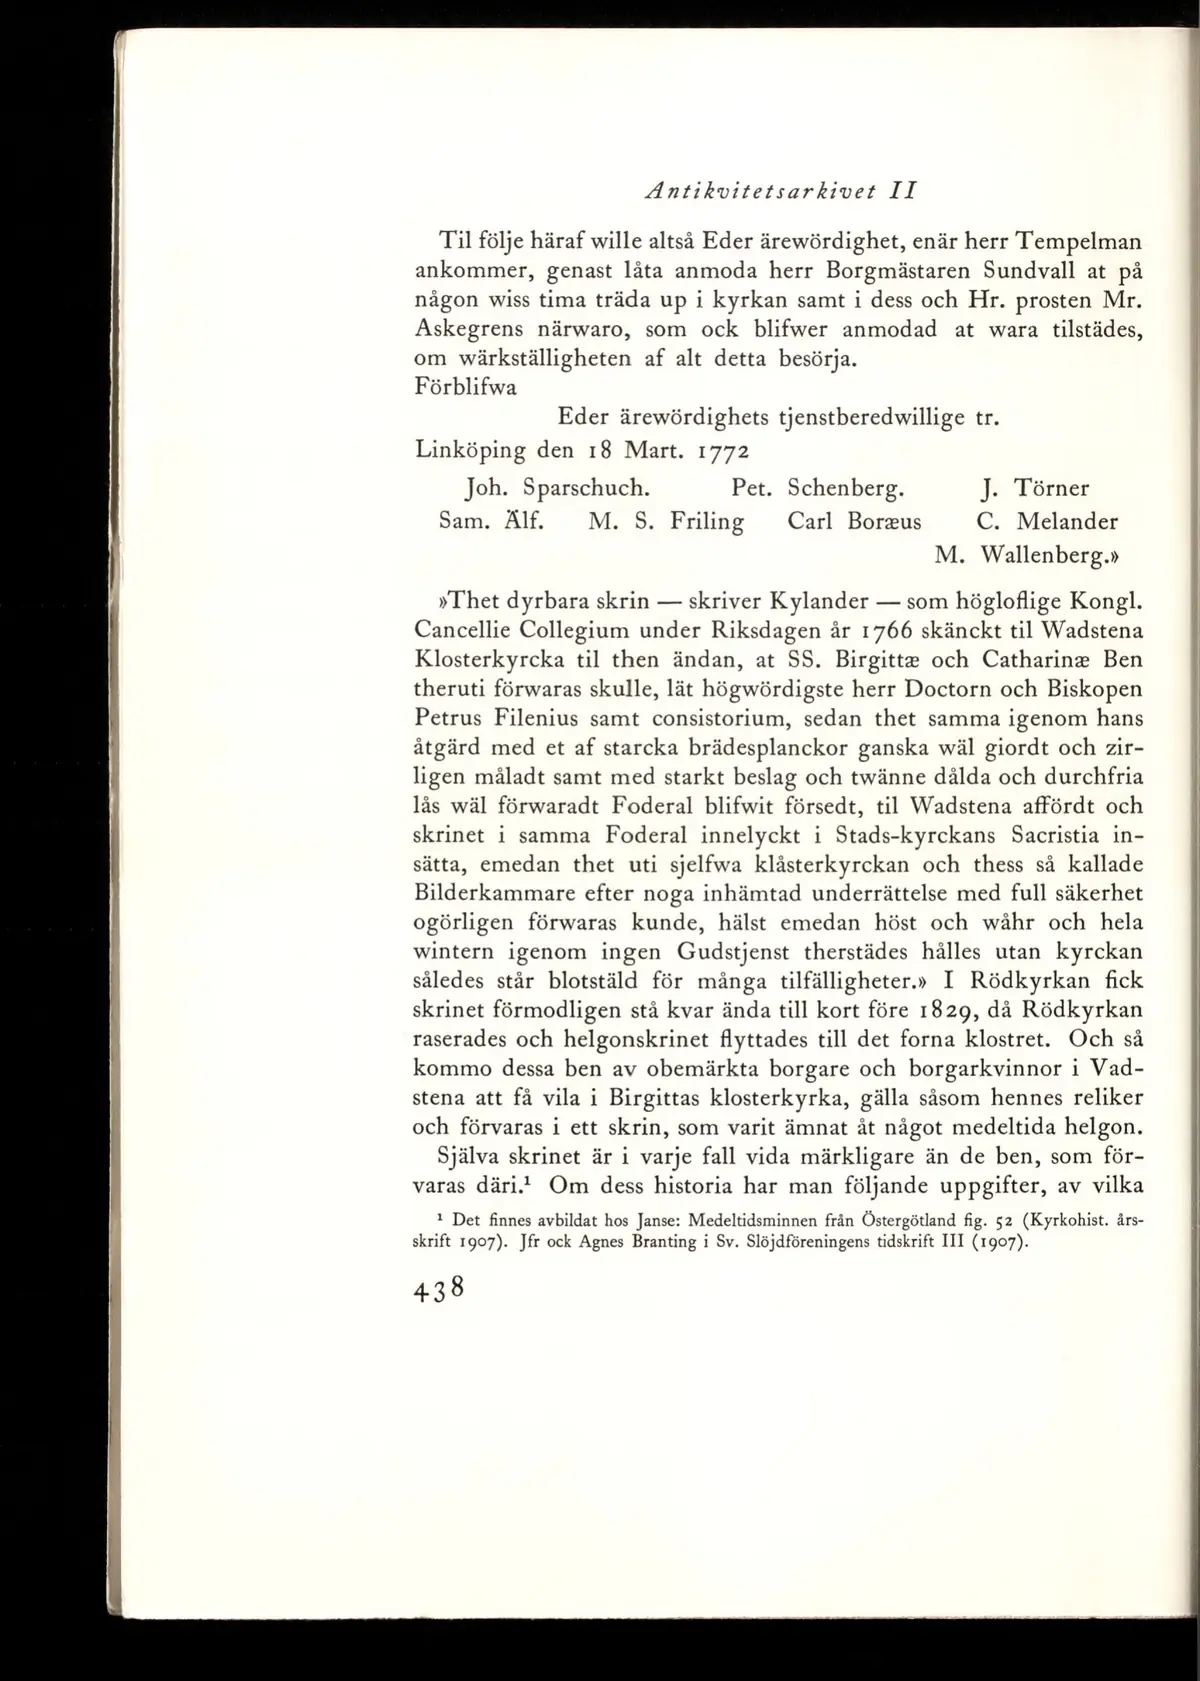 Antikvitetsarkivet II
Til följe häraf wille altså Eder ärewördighet, enär herr Tempelman
ankommer, genast låta anmoda herr Borgmästaren Sundvall at på
någon wiss tima träda up i kyrkan samt i dess och Hr. prosten Mr.
Askegrens närwaro, som ock blifwer anmodad at wara tilstädes,
om wärkställigheten af alt detta besörja.
Förblifwa
Eder ärewördighets tjenstberedwillige tr.
Linköping den 18 Mart. 1772
Joh. Sparschuch. Pet. Schenberg. J. Törner
Sam. Älf. M. S. Friling Carl Boræus C. Melander
M. Wallenberg.»
»Thet dyrbara skrin — skriver Kylander — som högloflige Kongl.
Cancellie Collegium under Riksdagen år 1766 skänckt til Wadstena
Klosterkyrcka til then ändan, at SS. Birgittæ och Catharinæ Ben
theruti förwaras skulle, lät högwördigste herr Doctorn och Biskopen
Petrus Filenius samt consistorium, sedan thet samma igenom hans
åtgärd med et af starcka brädesplanckor ganska wäl giordt och zir-
ligen måladt samt med starkt beslag och twänne dålda och durchfria
lås wäl förwaradt Foderal blifwit försedt, til Wadstena affördt och
skrinet i samma Foderal innelyckt i Stads-kyrckans Sacristia in-
sätta, emedan thet uti sjelfwa klåsterkyrckan och thess så kallade
Bilderkammare efter noga inhämtad underrättelse med full säkerhet
ogörligen förwaras kunde, hälst emedan höst och wåhr och hela
wintern igenom ingen Gudstjenst therstädes hålles utan kyrckan
således står blotstäld för många tilfälligheter.» I Rödkyrkan fick
skrinet förmodligen stå kvar ända till kort före 1829, då Rödkyrkan
raserades och helgonskrinet flyttades till det forna klostret. Och så
kommo dessa ben av obemärkta borgare och borgarkvinnor i Vad-
stena att få vila i Birgittas klosterkyrka, gälla såsom hennes reliker
och förvaras i ett skrin, som varit ämnat åt något medeltida helgon.
Själva skrinet är i varje fall vida märkligare än de ben, som för-
varas däri.¹ Om dess historia har man följande uppgifter, av vilka
¹ Det finnes avbildat hos Janse: Medeltidsminnen från Östergötland fig. 52 (Kyrkohist. års-
skrift 1907). Jfr ock Agnes Branting i Sv. Slöjdföreningens tidskrift III (1907).
438